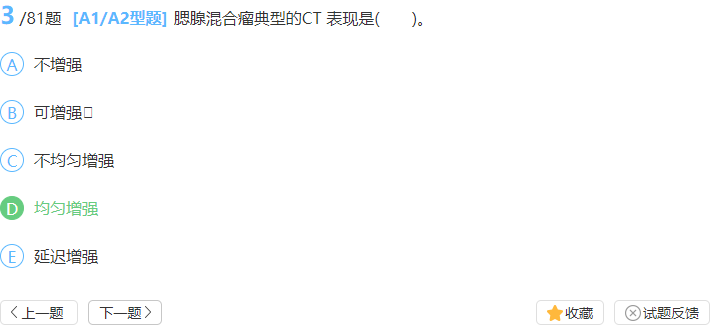 3 /81题 [A1/A2型题] 腮腺混合瘤典型的CT 表现是(  )。
A 不增强
B 可增强
C 不均匀增强
D 均匀增强
E 延迟增强
上一题 下一题 收藏 试题反馈